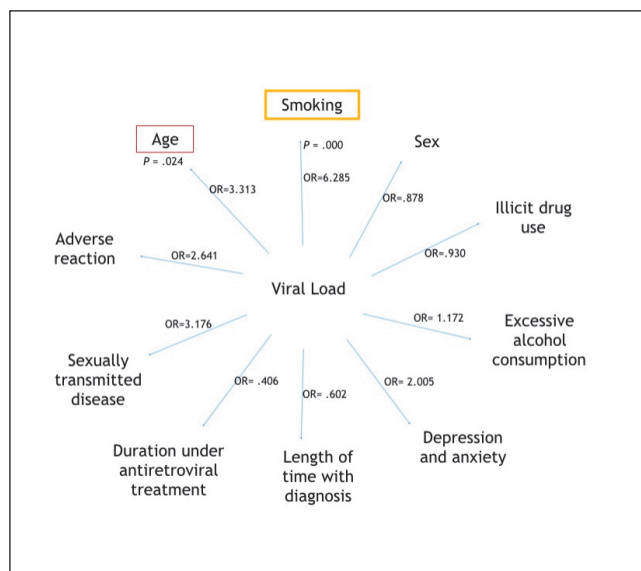 Smoking
Age
P = .024
P = .000
Sex
OR=3.313
OR=6.285
OR=.878
Illicit drug
use
Adverse
reaction
OR=2.641
OR=.930
Viral Load
OR=3.176
OR= 1.172
Excessive
alcohol
consumption
Sexually
transmitted
disease
OR= .406
OR= .602
OR= 2.005
Duration under
antiretroviral
treatment
Length of
time with
diagnosis
Depression
and anxiety